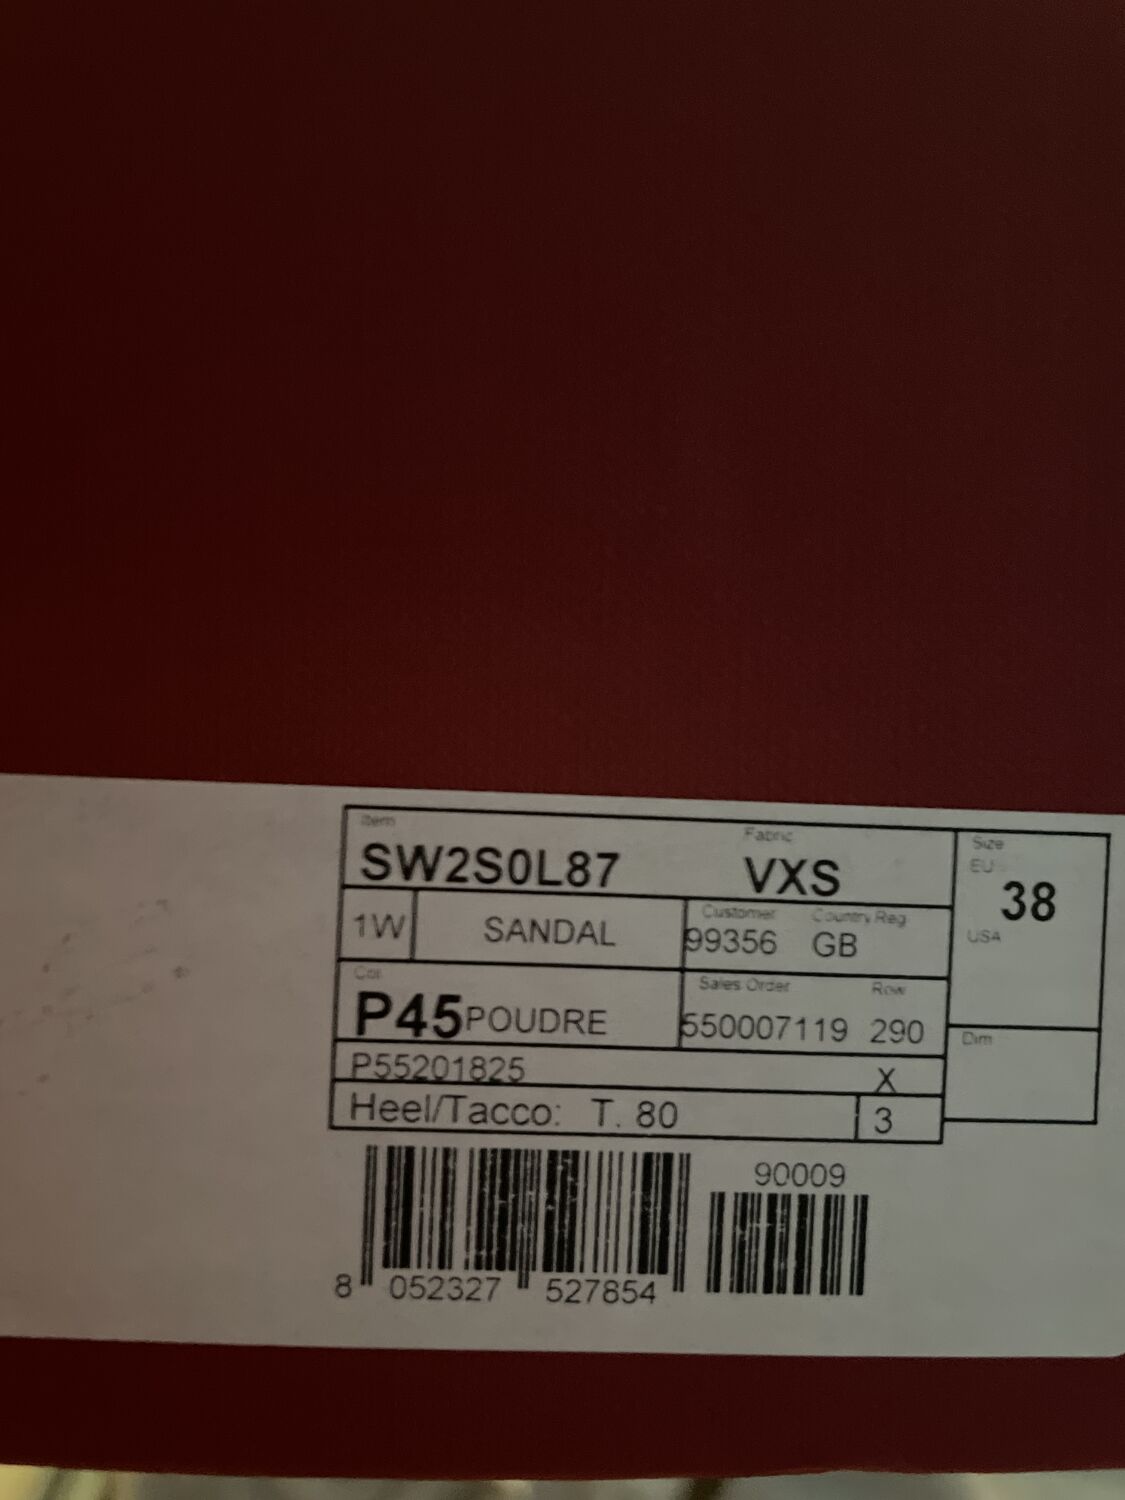 Item Fabric Size
SW2S0L87 VXS EU 38
1W SANDAL Customer Country Reg
99356 GB USA
Col Sales Order Row
P45 POUDRE 550007119 290
Dim
P55201825 X
Heel/Tacco: T. 80 3
90009
8 052327 527854